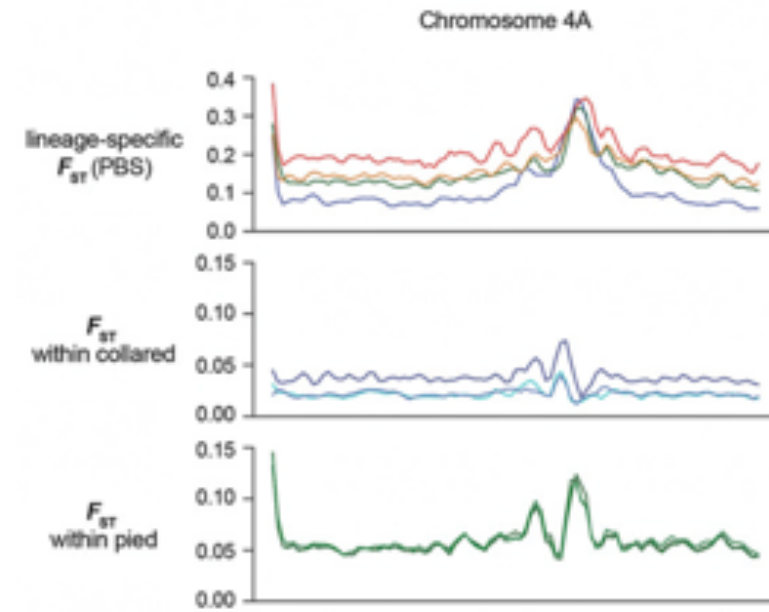 Chromosome 4A
lineage-specific
FST (PBS)
0.4
0.3
0.2
0.1
0.0
FST
within collared
0.15
0.10
0.05
0.00
FST
within pied
0.15
0.10
0.05
0.00